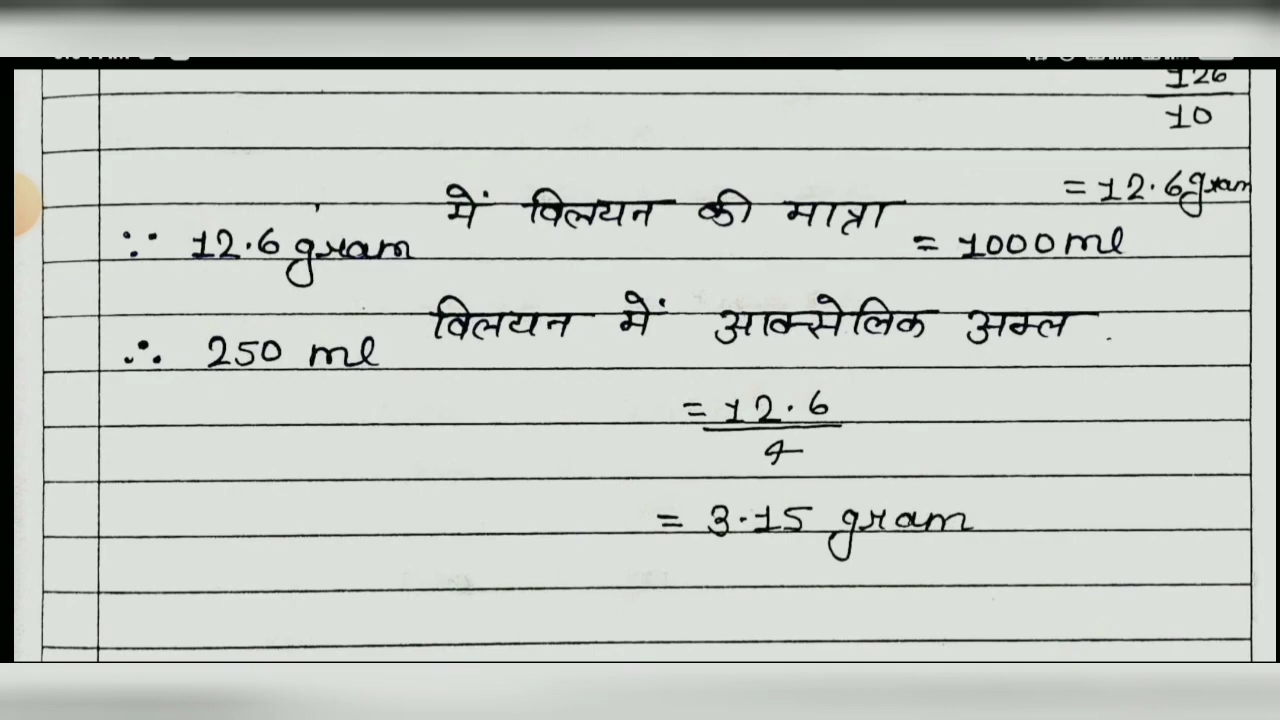 126
10
= 12.6 gram
∵ 12.6 gram में विलयन की मात्रा = 1000 ml
∴ 250 ml विलयन में आक्सेलिक अम्ल
= 12.6
4
= 3.15 gram